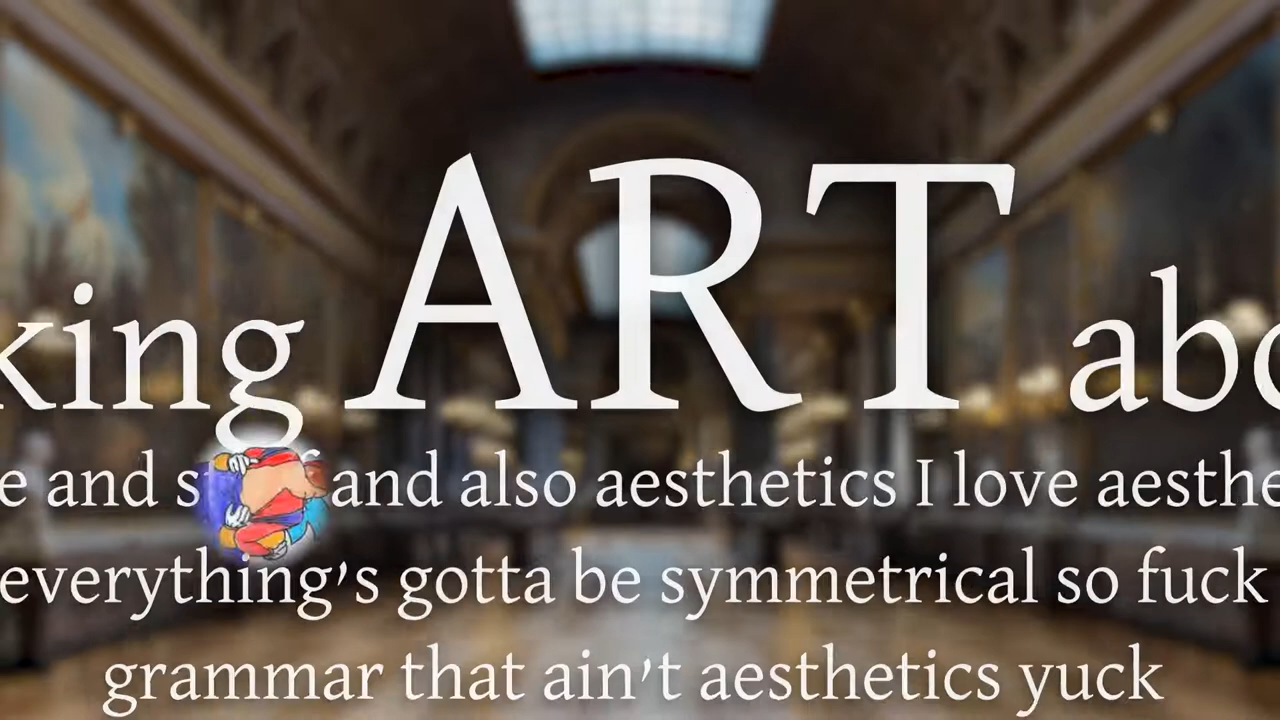 king ART abo
e and s and also aesthetics I love aesthe
everything's gotta be symmetrical so fuck
grammar that ain't aesthetics yuck